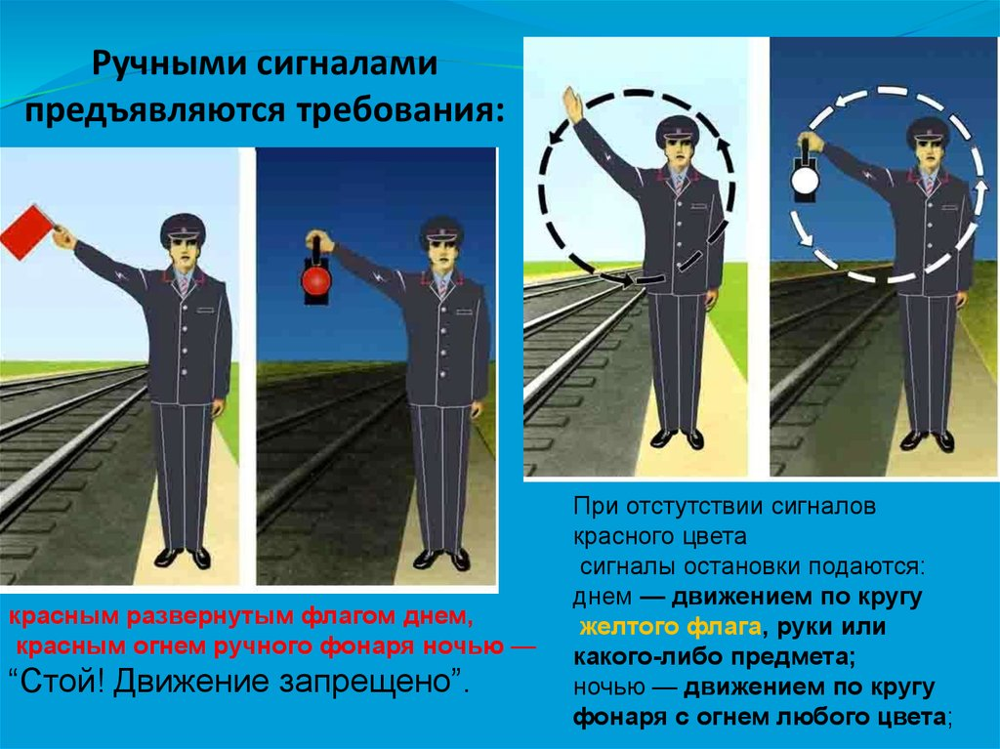 Ручными сигналами
предъявляются требования:
красным развернутым флагом днем,
красным огнем ручного фонаря ночью —
“Стой! Движение запрещено”.
При отстутствии сигналов
красного цвета
сигналы остановки подаются:
днем — движением по кругу
желтого флага, руки или
какого-либо предмета;
ночью — движением по кругу
фонаря с огнем любого цвета;